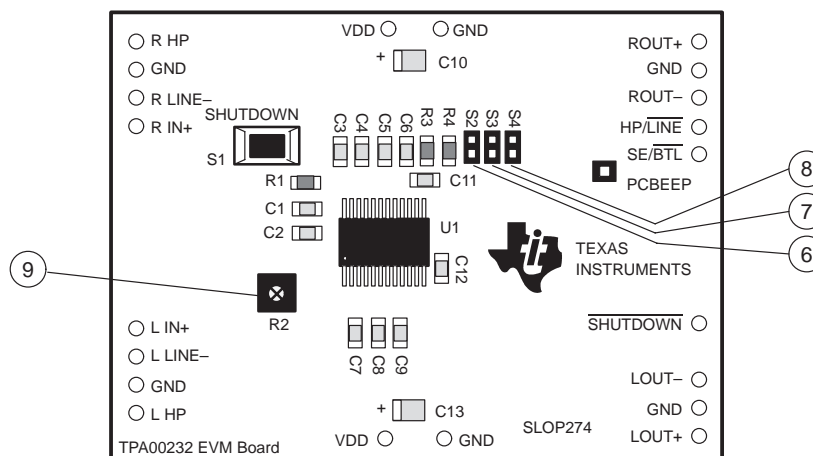 VDD GND
R HP
GND
R LINE–
R IN+
+ C10
ROUT+
GND
ROUT–
HP/LINE
SE/BTL
PCBEEP
SHUTDOWN
S1
C3 C4 C5 C6 R3 R4 S2 S3 S4
R1
C1
C2
C11
U1
C12
TEXAS
INSTRUMENTS
8
7
6
9
R2
L IN+
L LINE–
GND
L HP
C7 C8 C9
SHUTDOWN
LOUT–
GND
LOUT+
+ C13
SLOP274
VDD GND
TPA00232 EVM Board